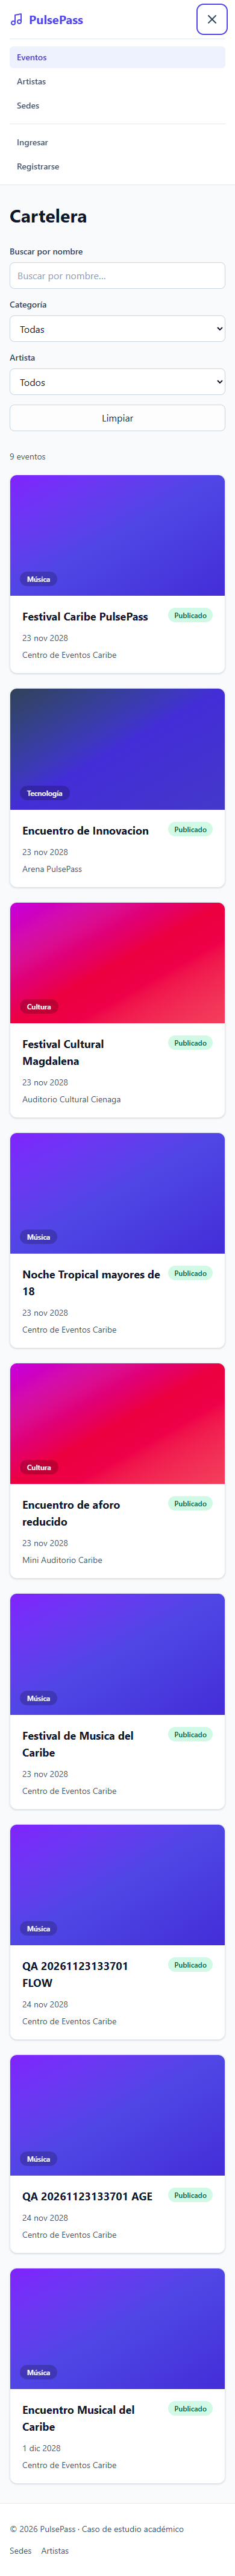 PulsePass
Eventos
Artistas
Sedes
Ingresar
Registrarse
Cartelera
Buscar por nombre
Buscar por nombre...
Categoría
Todas
Artista
Todos
Limpiar
9 eventos
Música
Festival Caribe PulsePass
Publicado
23 nov 2028
Centro de Eventos Caribe
Tecnología
Encuentro de Innovacion
Publicado
23 nov 2028
Arena PulsePass
Cultura
Festival Cultural
Magdalena
Publicado
23 nov 2028
Auditorio Cultural Cienaga
Música
Noche Tropical mayores de
18
Publicado
23 nov 2028
Centro de Eventos Caribe
Cultura
Encuentro de aforo
reducido
Publicado
23 nov 2028
Mini Auditorio Caribe
Música
Festival de Musica del
Caribe
Publicado
23 nov 2028
Centro de Eventos Caribe
Música
QA 20261123133701
FLOW
Publicado
24 nov 2028
Centro de Eventos Caribe
Música
QA 20261123133701 AGE
Publicado
24 nov 2028
Centro de Eventos Caribe
Música
Encuentro Musical del
Caribe
Publicado
1 dic 2028
Centro de Eventos Caribe
© 2026 PulsePass · Caso de estudio académico
Sedes Artistas